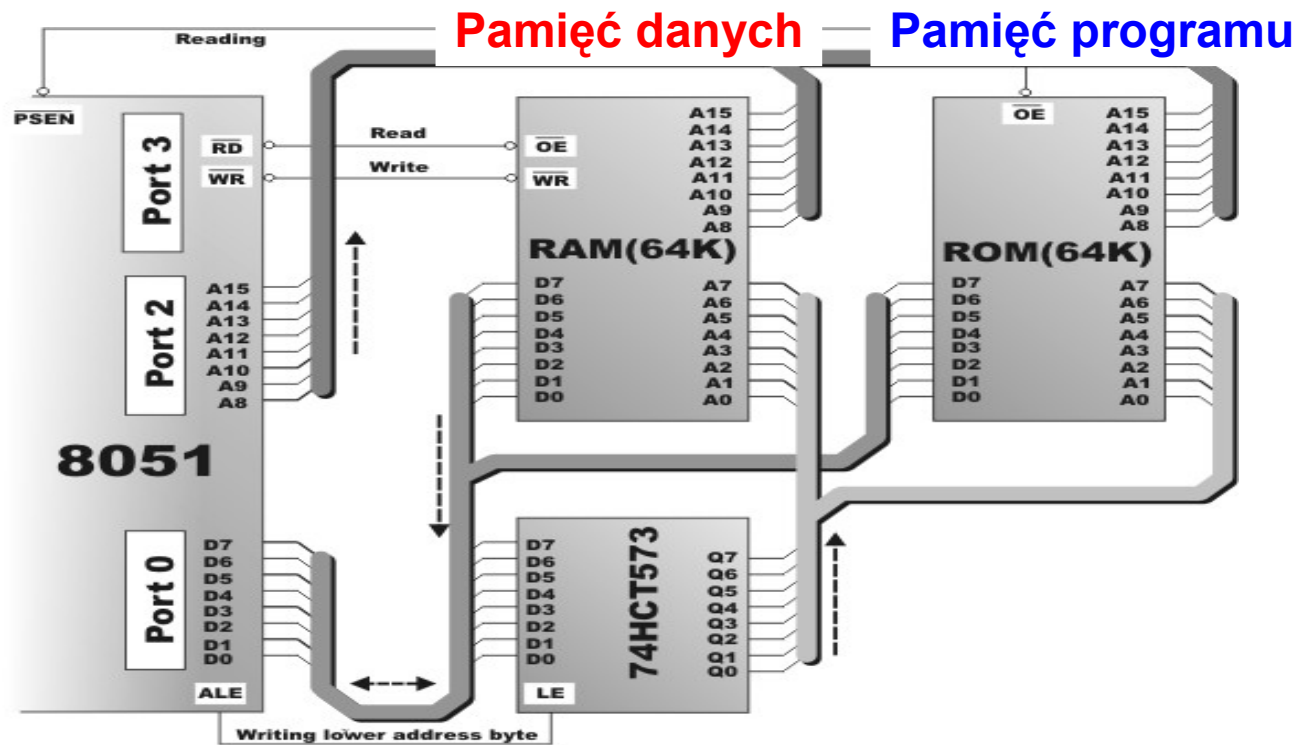 Pamięć danych
Pamięć programu
Reading
PSEN
Port 3
RD
WR
Read
Write
OE
WR
A15
A14
A13
A12
A11
A10
A9
A8
RAM(64K)
D7
D6
D5
D4
D3
D2
D1
D0
A7
A6
A5
A4
A3
A2
A1
A0
OE
A15
A14
A13
A12
A11
A10
A9
A8
ROM(64K)
D7
D6
D5
D4
D3
D2
D1
D0
A7
A6
A5
A4
A3
A2
A1
A0
Port 2
A15
A14
A13
A12
A11
A10
A9
A8
8051
Port 0
D7
D6
D5
D4
D3
D2
D1
D0
ALE
D7
D6
D5
D4
D3
D2
D1
D0
74HCT573
Q7
Q6
Q5
Q4
Q3
Q2
Q1
Q0
LE
Writing lower address byte